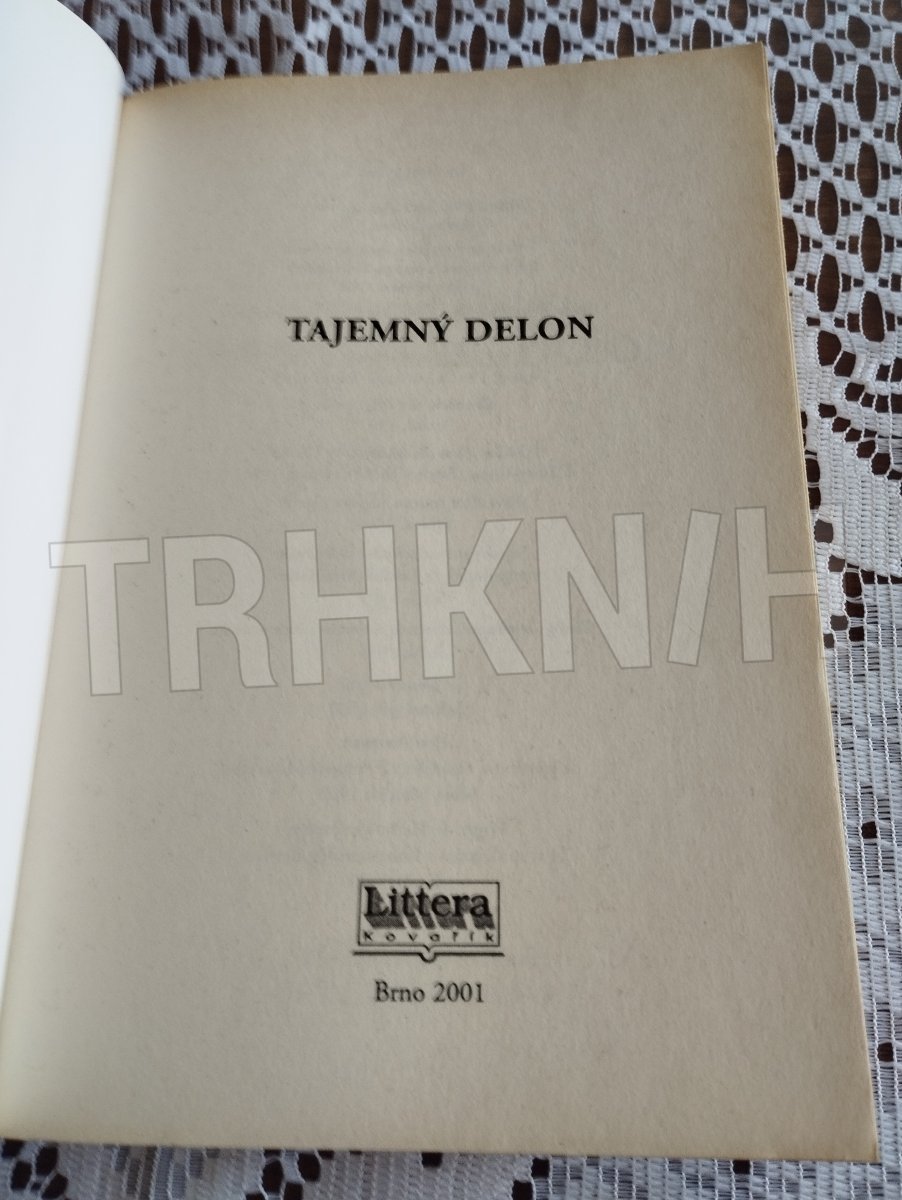 TAJEMNÝ DELON
TRHKNIH
Littera
Kovařík
Brno 2001